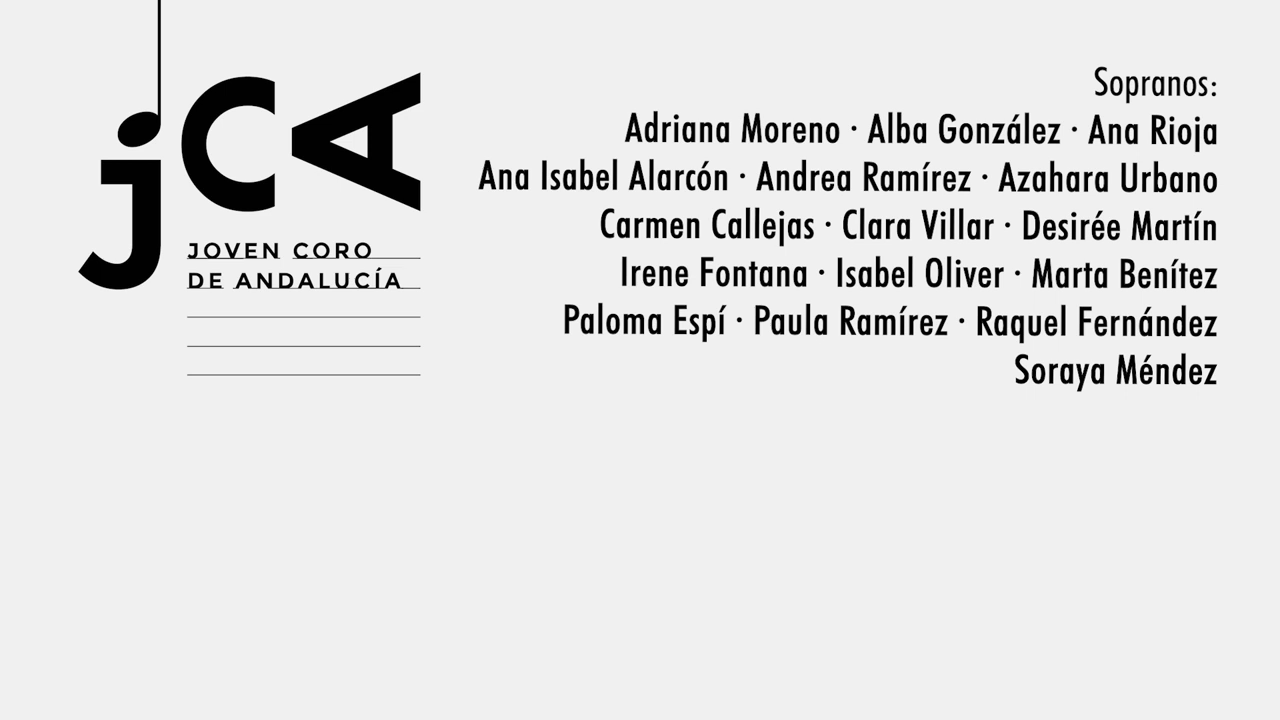 jCA
JOVEN CORO
DE ANDALUCÍA
Sopranos:
Adriana Moreno · Alba González · Ana Rioja
Ana Isabel Alarcón · Andrea Ramírez · Azahara Urbano
Carmen Callejas · Clara Villar · Desirée Martín
Irene Fontana · Isabel Oliver · Marta Benítez
Paloma Espí · Paula Ramírez · Raquel Fernández
Soraya Méndez